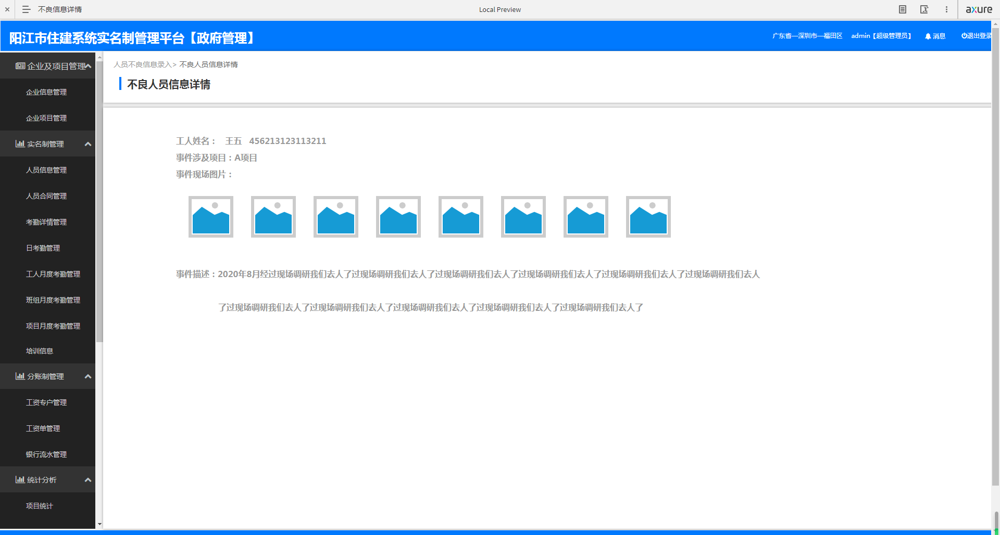 不良信息详情
Local Preview
axure
阳江市住建系统实名制管理平台【政府管理】
广东省—深圳市—福田区 admin【超级管理员】 消息 退出登录
企业及项目管理
企业信息管理
企业项目管理
实名制管理
人员信息管理
人员合同管理
考勤详情管理
日考勤管理
工人月度考勤管理
班组月度考勤管理
项目月度考勤管理
培训信息
分账制管理
工资专户管理
工资单管理
银行流水管理
统计分析
项目统计
人员不良信息录入> 不良人员信息详情
不良人员信息详情
工人姓名： 王五 456213123113211
事件涉及项目：A项目
事件现场图片：
事件描述：2020年8月经过现场调研我们去人了过现场调研我们去人了过现场调研我们去人了过现场调研我们去人了过现场调研我们去人了过现场调研我们去人
了过现场调研我们去人了过现场调研我们去人了过现场调研我们去人了过现场调研我们去人了过现场调研我们去人了